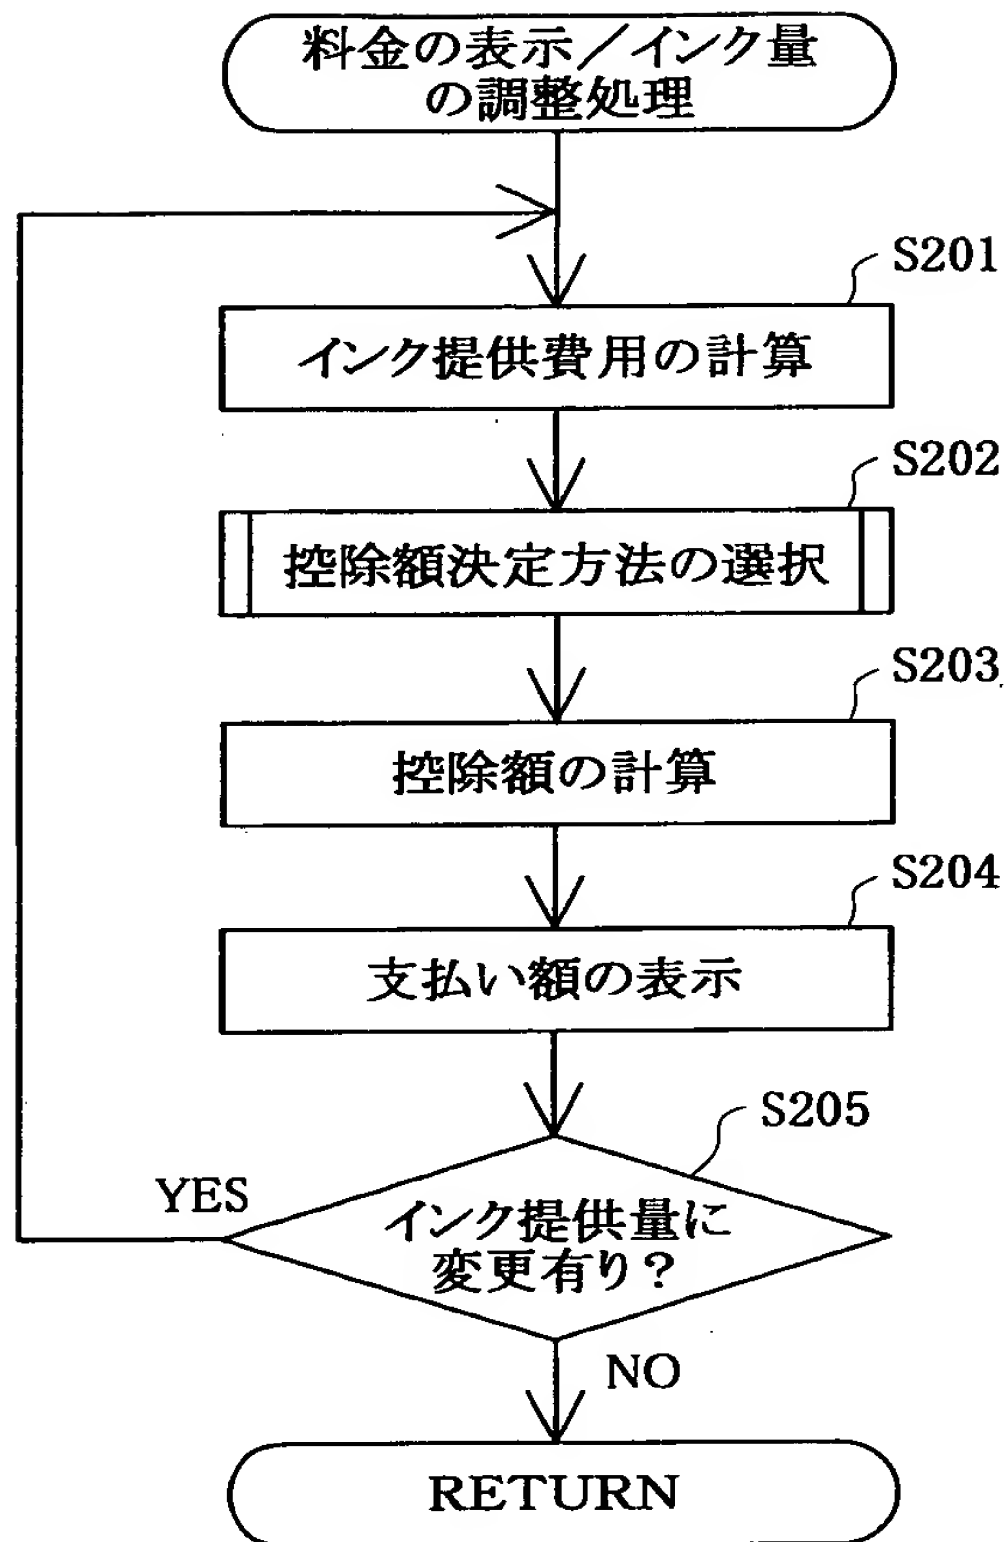 料金の表示／インク量
の調整処理
S201
インク提供費用の計算
S202
控除額決定方法の選択
S203
控除額の計算
S204
支払い額の表示
S205
YES
インク提供量に
変更有り？
NO
RETURN